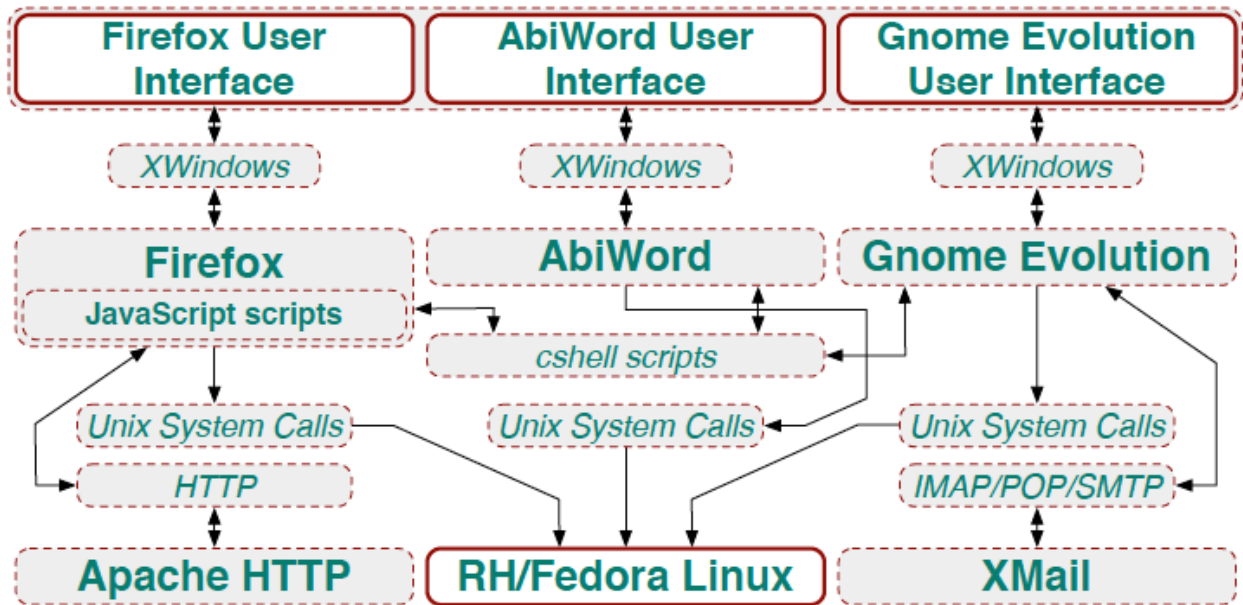 Firefox User
Interface
AbiWord User
Interface
Gnome Evolution
User Interface
XWindows
XWindows
XWindows
Firefox
JavaScript scripts
AbiWord
Gnome Evolution
cshell scripts
Unix System Calls
Unix System Calls
Unix System Calls
HTTP
IMAP/POP/SMTP
Apache HTTP
RH/Fedora Linux
XMail